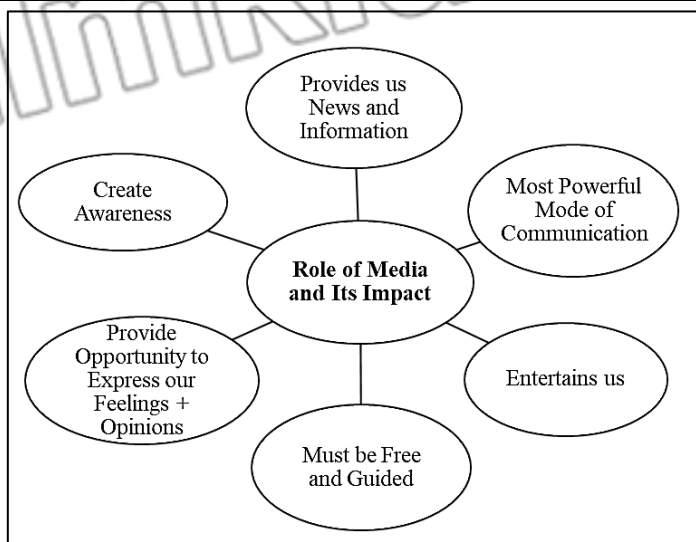 Provides us
News and
Information
Create
Awareness
Most Powerful
Mode of
Communication
Role of Media
and Its Impact
Provide
Opportunity to
Express our
Feelings +
Opinions
Entertains us
Must be Free
and Guided